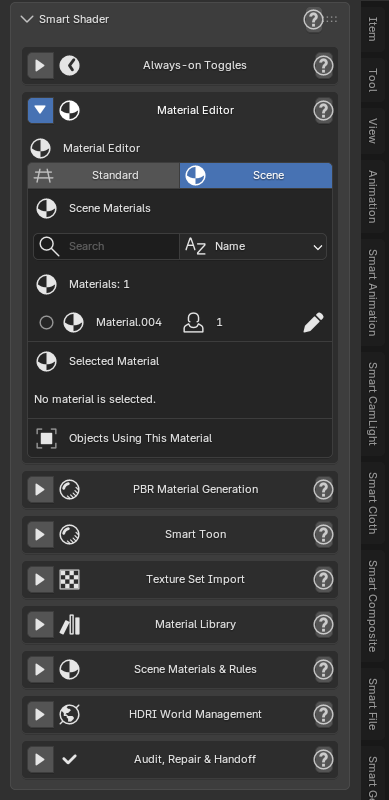 Smart Shader
Always-on Toggles
Material Editor
Material Editor
Standard Scene
Scene Materials
Search Name
Materials: 1
Material.004 1
Selected Material
No material is selected.
Objects Using This Material
PBR Material Generation
Smart Toon
Texture Set Import
Material Library
Scene Materials & Rules
HDRI World Management
Audit, Repair & Handoff
Item
Tool
View
Animation
Smart Animation
Smart CamLight
Smart Cloth
Smart Composite
Smart File
Smart